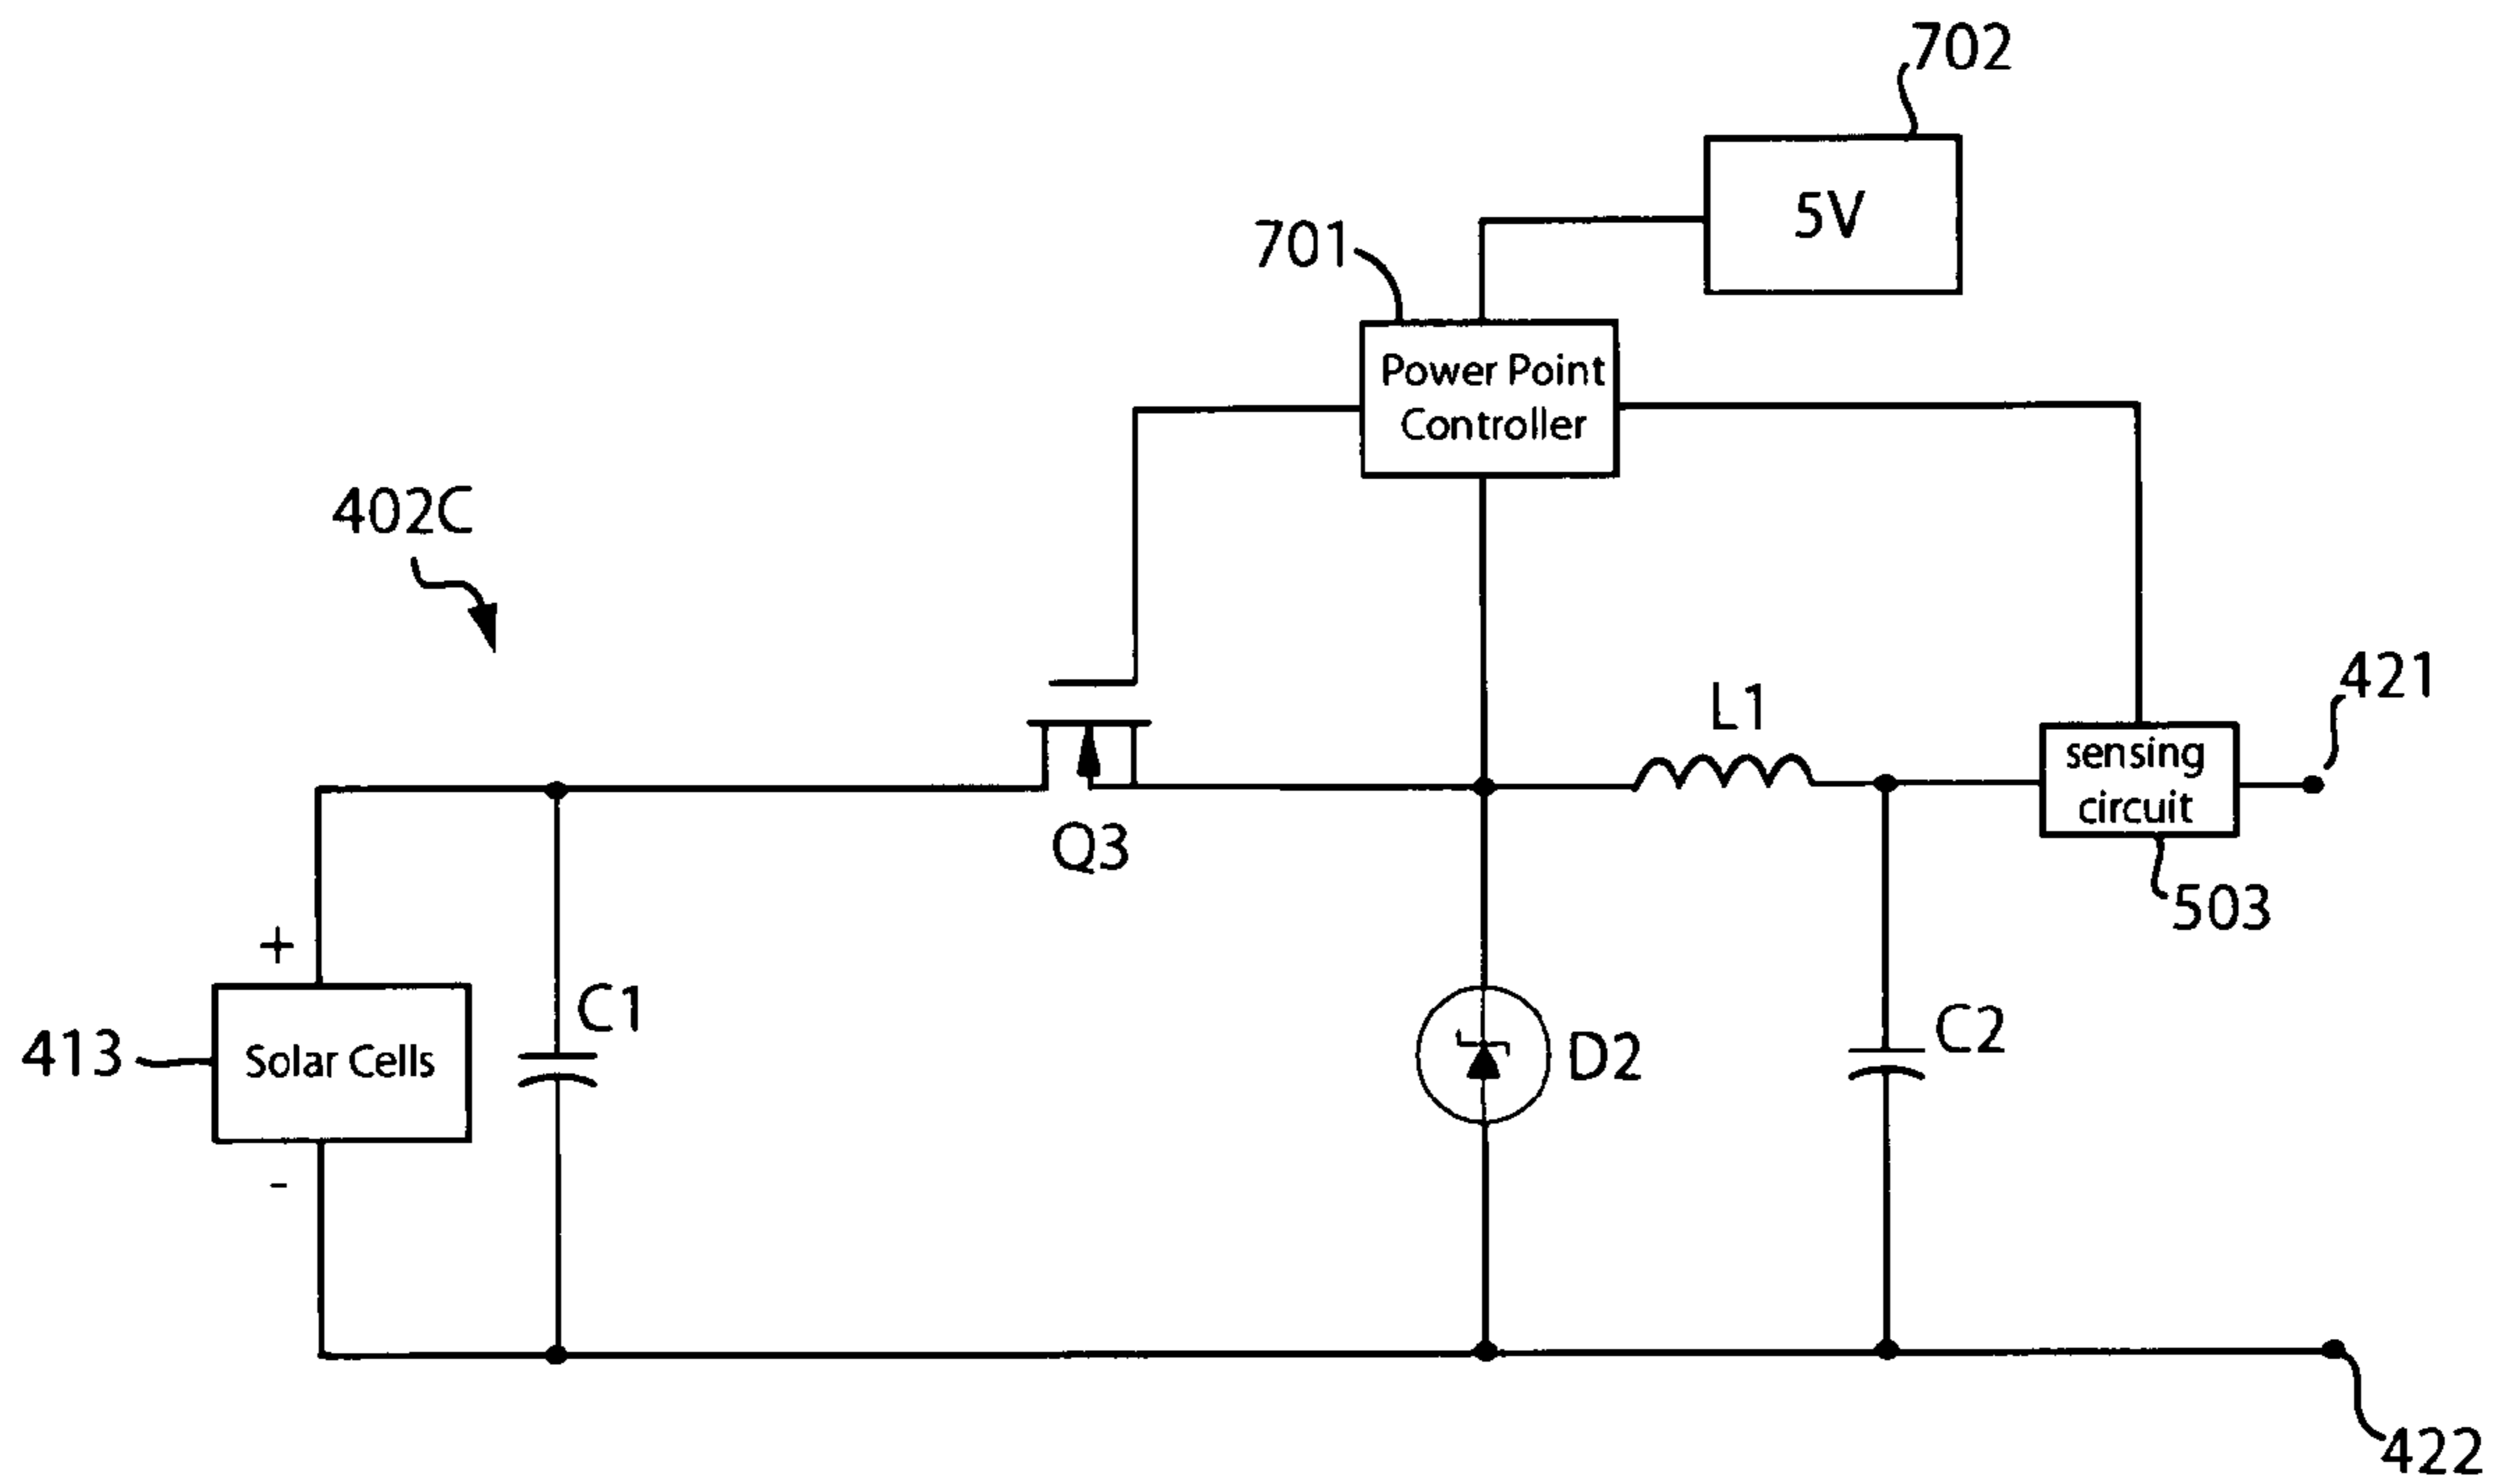 702
5V
701
Power Point
Controller
402C
421
L1
sensing
circuit
Q3
503
+
C1
C2
413
Solar Cells
D2
-
422